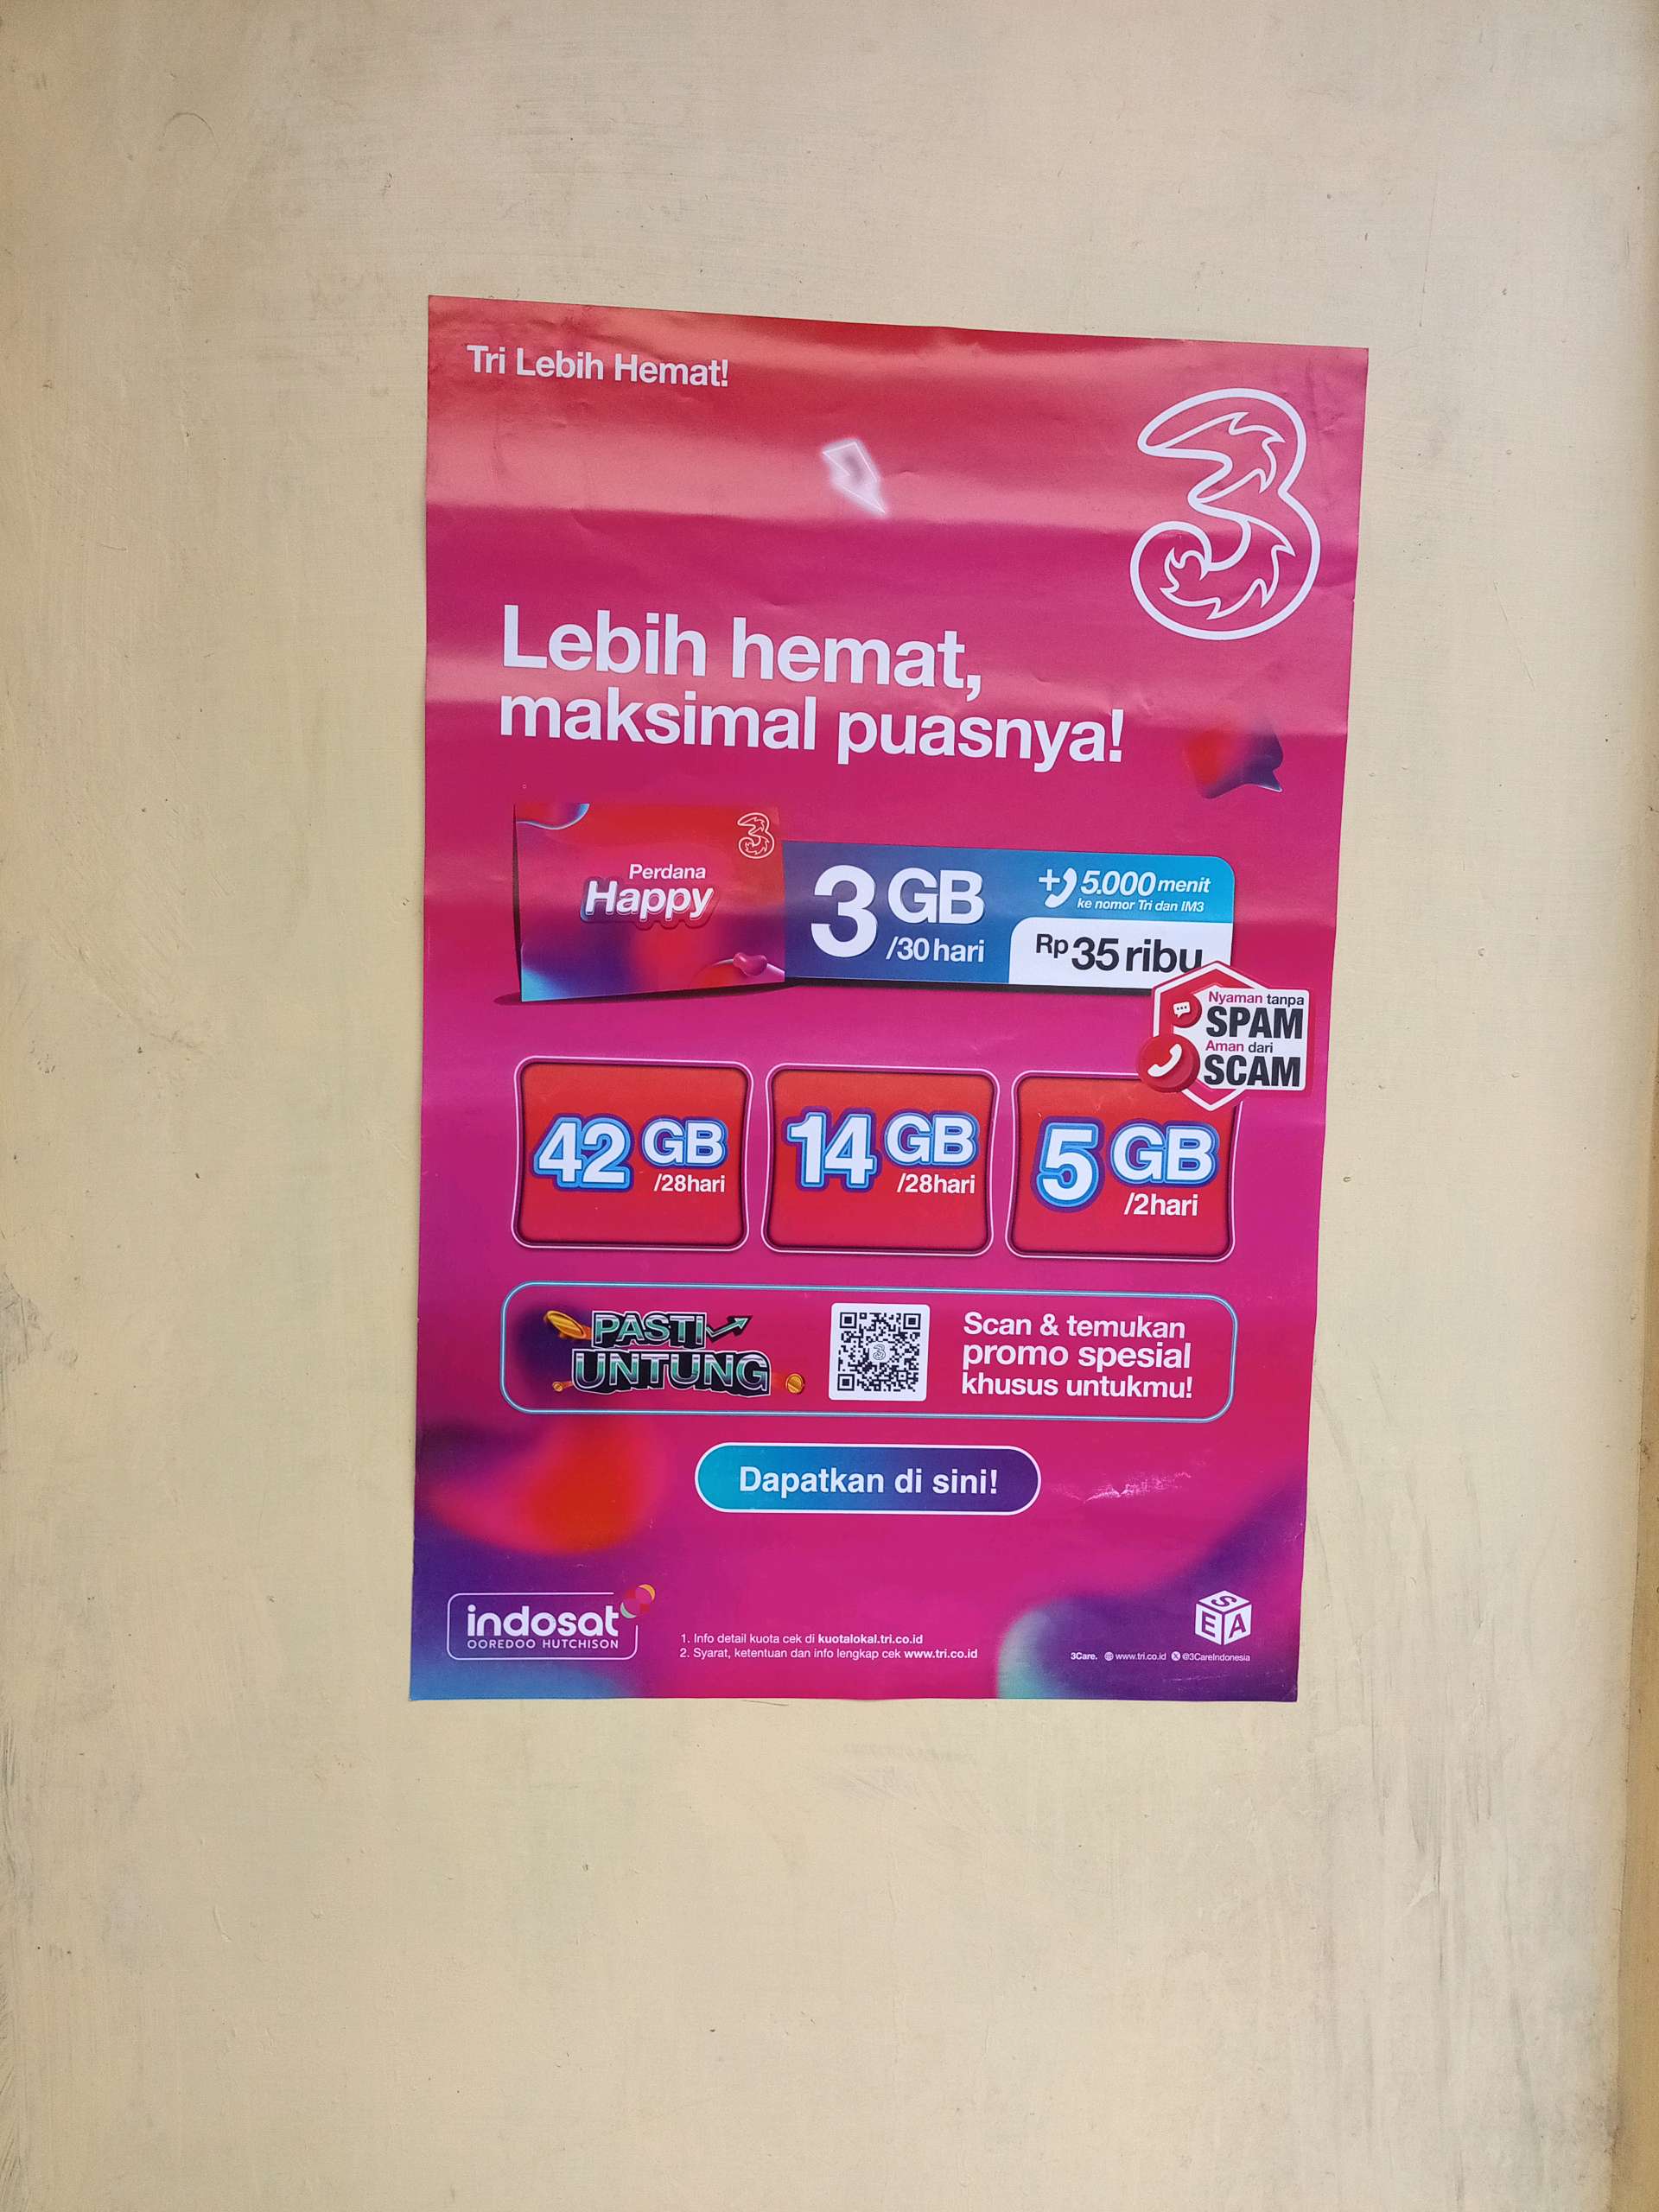 Tri Lebih Hemat!
3
Lebih hemat,
maksimal puasnya!
3
Perdana
Happy
3 GB
/30 hari
+ 5.000 menit
ke nomor Tri dan IM3
Rp 35 ribu
Nyaman tanpa
SPAM
Aman dari
SCAM
42 GB
/28hari
14 GB
/28hari
5 GB
/2hari
PASTI
UNTUNG
3
Scan & temukan
promo spesial
khusus untukmu!
Dapatkan di sini!
indosat
OOREDOO HUTCHISON
1. Info detail kuota cek di kuotalokal.tri.co.id
2. Syarat, ketentuan dan info lengkap cek www.tri.co.id
SEA
3Care. www.tri.co.id X @3CareIndonesia